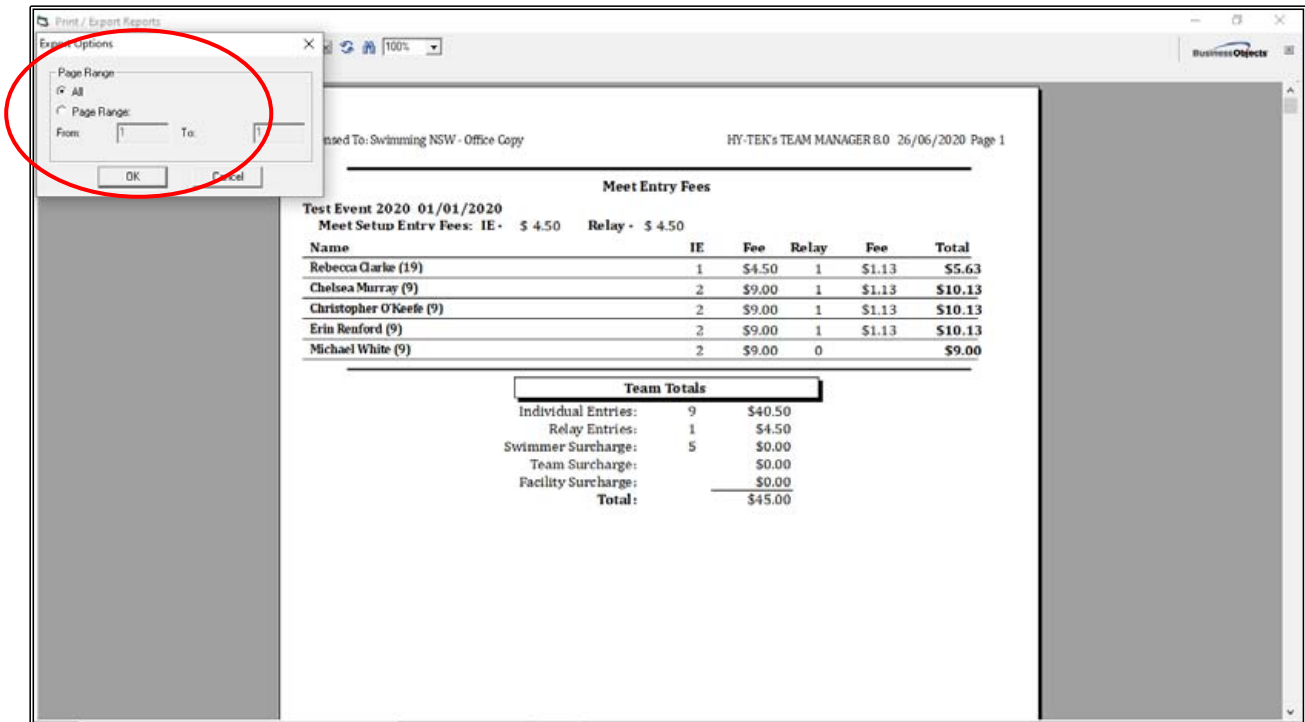 Print / Export Reports
Export Options
Page Range
All
Page Range:
From: 1 To: 1
OK Cancel
100%
BusinessObjects
To: Swimming NSW - Office Copy HY-TEK's TEAM MANAGER 8.0 26/06/2020 Page 1
Meet Entry Fees
Test Event 2020 01/01/2020
Meet Setup Entry Fees: IE - $ 4.50 Relay - $ 4.50
Name IE Fee Relay Fee Total
Rebecca Clarke (19) 1 $4.50 1 $1.13 $5.63
Chelsea Murray (9) 2 $9.00 1 $1.13 $10.13
Christopher O'Keefe (9) 2 $9.00 1 $1.13 $10.13
Erin Renford (9) 2 $9.00 1 $1.13 $10.13
Michael White (9) 2 $9.00 0 $9.00
Team Totals
Individual Entries: 9 $40.50
Relay Entries: 1 $4.50
Swimmer Surcharge: 5 $0.00
Team Surcharge: $0.00
Facility Surcharge: $0.00
Total: $45.00